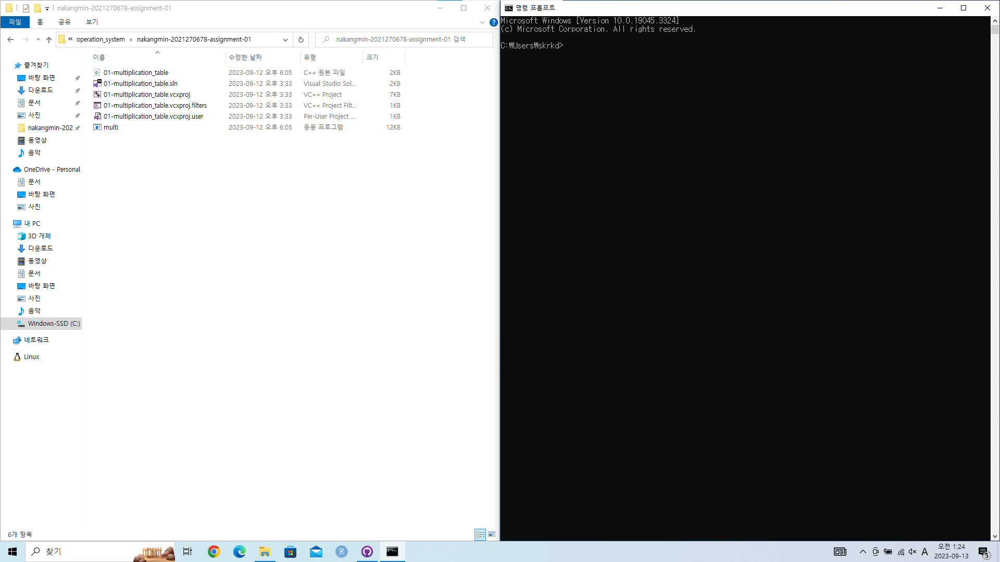 nakangmin-2021270678-assignment-01
파일 홈 공유 보기
operation_system › nakangmin-2021270678-assignment-01
nakangmin-2021270678-assignment-01 검색
이름 수정한 날짜 유형 크기
01-multiplication_table 2023-09-12 오후 6:05 C++ 원본 파일 2KB
01-multiplication_table.sln 2023-09-12 오후 3:33 Visual Studio Sol... 2KB
01-multiplication_table.vcxproj 2023-09-12 오후 3:33 VC++ Project 7KB
01-multiplication_table.vcxproj.filters 2023-09-12 오후 3:33 VC++ Project Filt... 1KB
01-multiplication_table.vcxproj.user 2023-09-12 오후 3:33 Per-User Project ... 1KB
multi 2023-09-12 오후 6:05 응용 프로그램 12KB
즐겨찾기
바탕 화면
다운로드
문서
사진
nakangmin-202
동영상
음악
OneDrive - Personal
문서
바탕 화면
사진
내 PC
3D 개체
다운로드
동영상
문서
바탕 화면
사진
음악
Windows-SSD (C:)
네트워크
Linux
6개 항목
명령 프롬프트
Microsoft Windows [Version 10.0.19045.3324]
(c) Microsoft Corporation. All rights reserved.
C:₩Users₩skrkd>
찾기
A
오전 1:24
2023-09-13
5